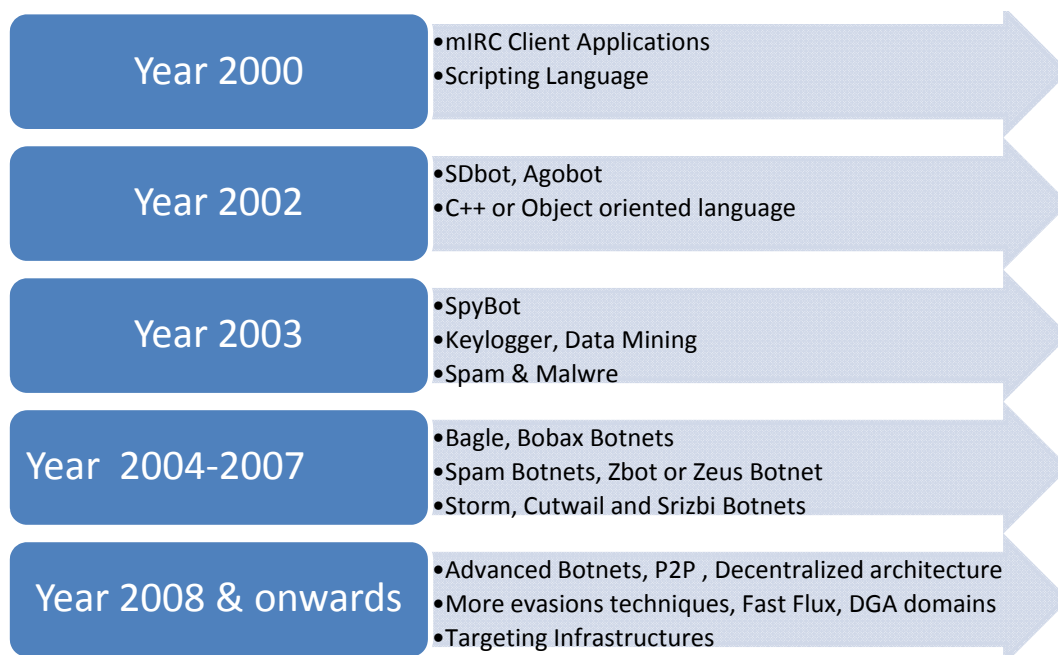 Year 2000
•mIRC Client Applications
•Scripting Language
Year 2002
•SDbot, Agobot
•C++ or Object oriented language
Year 2003
•SpyBot
•Keylogger, Data Mining
•Spam & Malwre
Year 2004-2007
•Bagle, Bobax Botnets
•Spam Botnets, Zbot or Zeus Botnet
•Storm, Cutwail and Srizbi Botnets
Year 2008 & onwards
•Advanced Botnets, P2P , Decentralized architecture
•More evasions techniques, Fast Flux, DGA domains
•Targeting Infrastructures